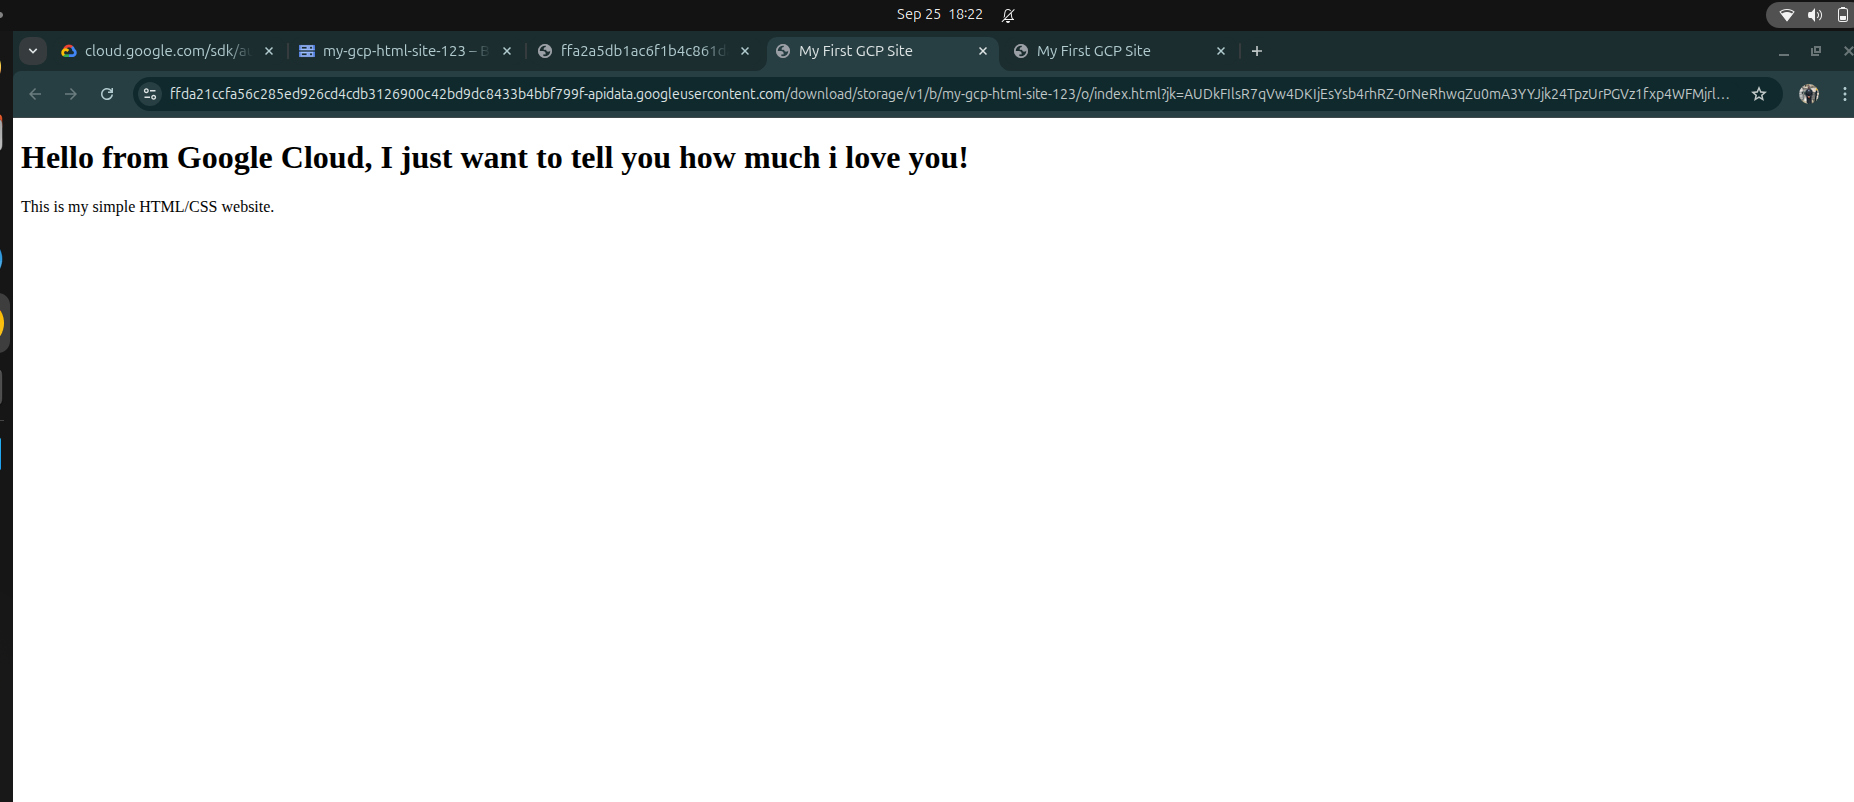 Sep 25 18:22
cloud.google.com/sdk/a
my-gcp-html-site-123 –
ffa2a5db1ac6f1b4c861d
My First GCP Site
My First GCP Site
ffda21ccfa56c285ed926cd4cdb3126900c42bd9dc8433b4bbf799f-apidata.googleusercontent.com/download/storage/v1/b/my-gcp-html-site-123/o/index.html?jk=AUDkFIlsR7qVw4DKIjEsYsb4rhRZ-0rNeRhwqZu0mA3YYJjk24TpzUrPGVz1fxp4WFMjrl...
Hello from Google Cloud, I just want to tell you how much i love you!
This is my simple HTML/CSS website.